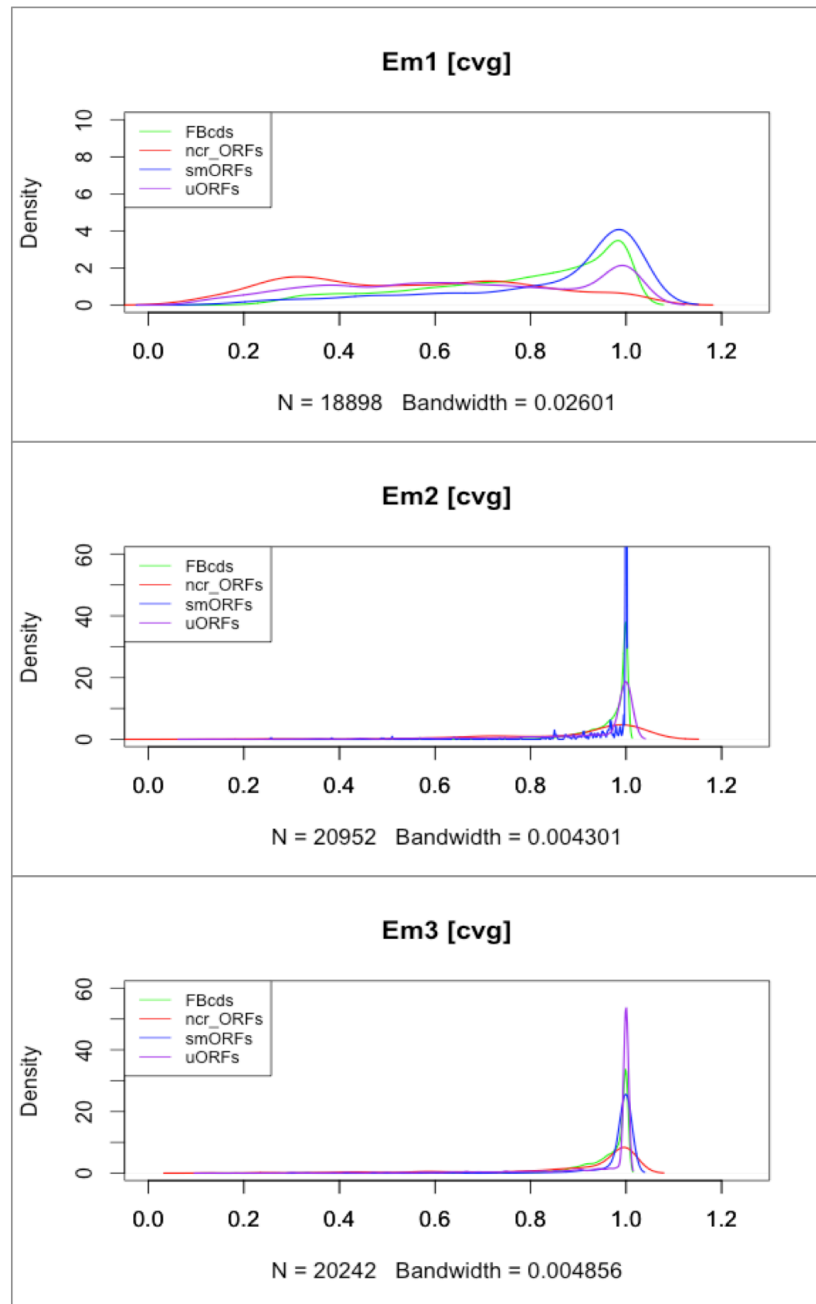 Em1 [cvg]
FBcds
ncr_ORFs
smORFs
uORFs
Density
10
8
6
4
2
0
0.0 0.2 0.4 0.6 0.8 1.0 1.2
N = 18898 Bandwidth = 0.02601
Em2 [cvg]
FBcds
ncr_ORFs
smORFs
uORFs
Density
60
40
20
0
0.0 0.2 0.4 0.6 0.8 1.0 1.2
N = 20952 Bandwidth = 0.004301
Em3 [cvg]
FBcds
ncr_ORFs
smORFs
uORFs
Density
60
40
20
0
0.0 0.2 0.4 0.6 0.8 1.0 1.2
N = 20242 Bandwidth = 0.004856